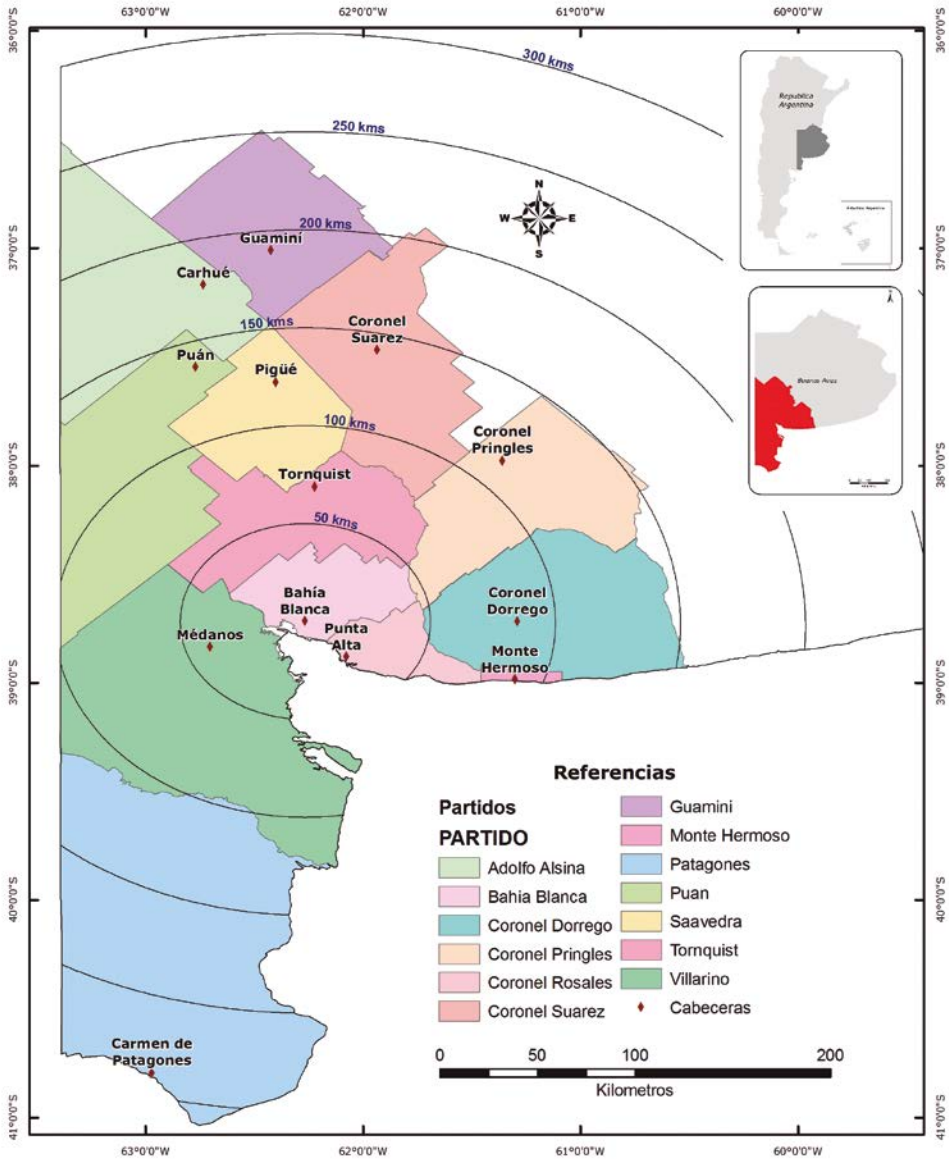 63°0'0"W
62°0'0"W
61°0'0"W
60°0'0"W
36°0'0"S
36°0'0"S
300 kms
250 kms
200 kms
150 kms
100 kms
50 kms
N
W
E
S
Republica
Argentina
Buenos Aires
37°0'0"S
37°0'0"S
Guaminí
Carhué
Coronel
Suarez
Puán
Pigüé
Coronel
Pringles
38°0'0"S
38°0'0"S
Tornquist
Bahía
Blanca
Coronel
Dorrego
Médanos
Punta
Alta
Monte
Hermoso
39°0'0"S
39°0'0"S
40°0'0"S
40°0'0"S
Carmen de
Patagones
41°0'0"S
41°0'0"S
Referencias
Partidos
PARTIDO
Adolfo Alsina
Bahia Blanca
Coronel Dorrego
Coronel Pringles
Coronel Rosales
Coronel Suarez
Guamini
Monte Hermoso
Patagones
Puan
Saavedra
Tornquist
Villarino
Cabeceras
0 50 100 200
Kilometros
63°0'0"W
62°0'0"W
61°0'0"W
60°0'0"W